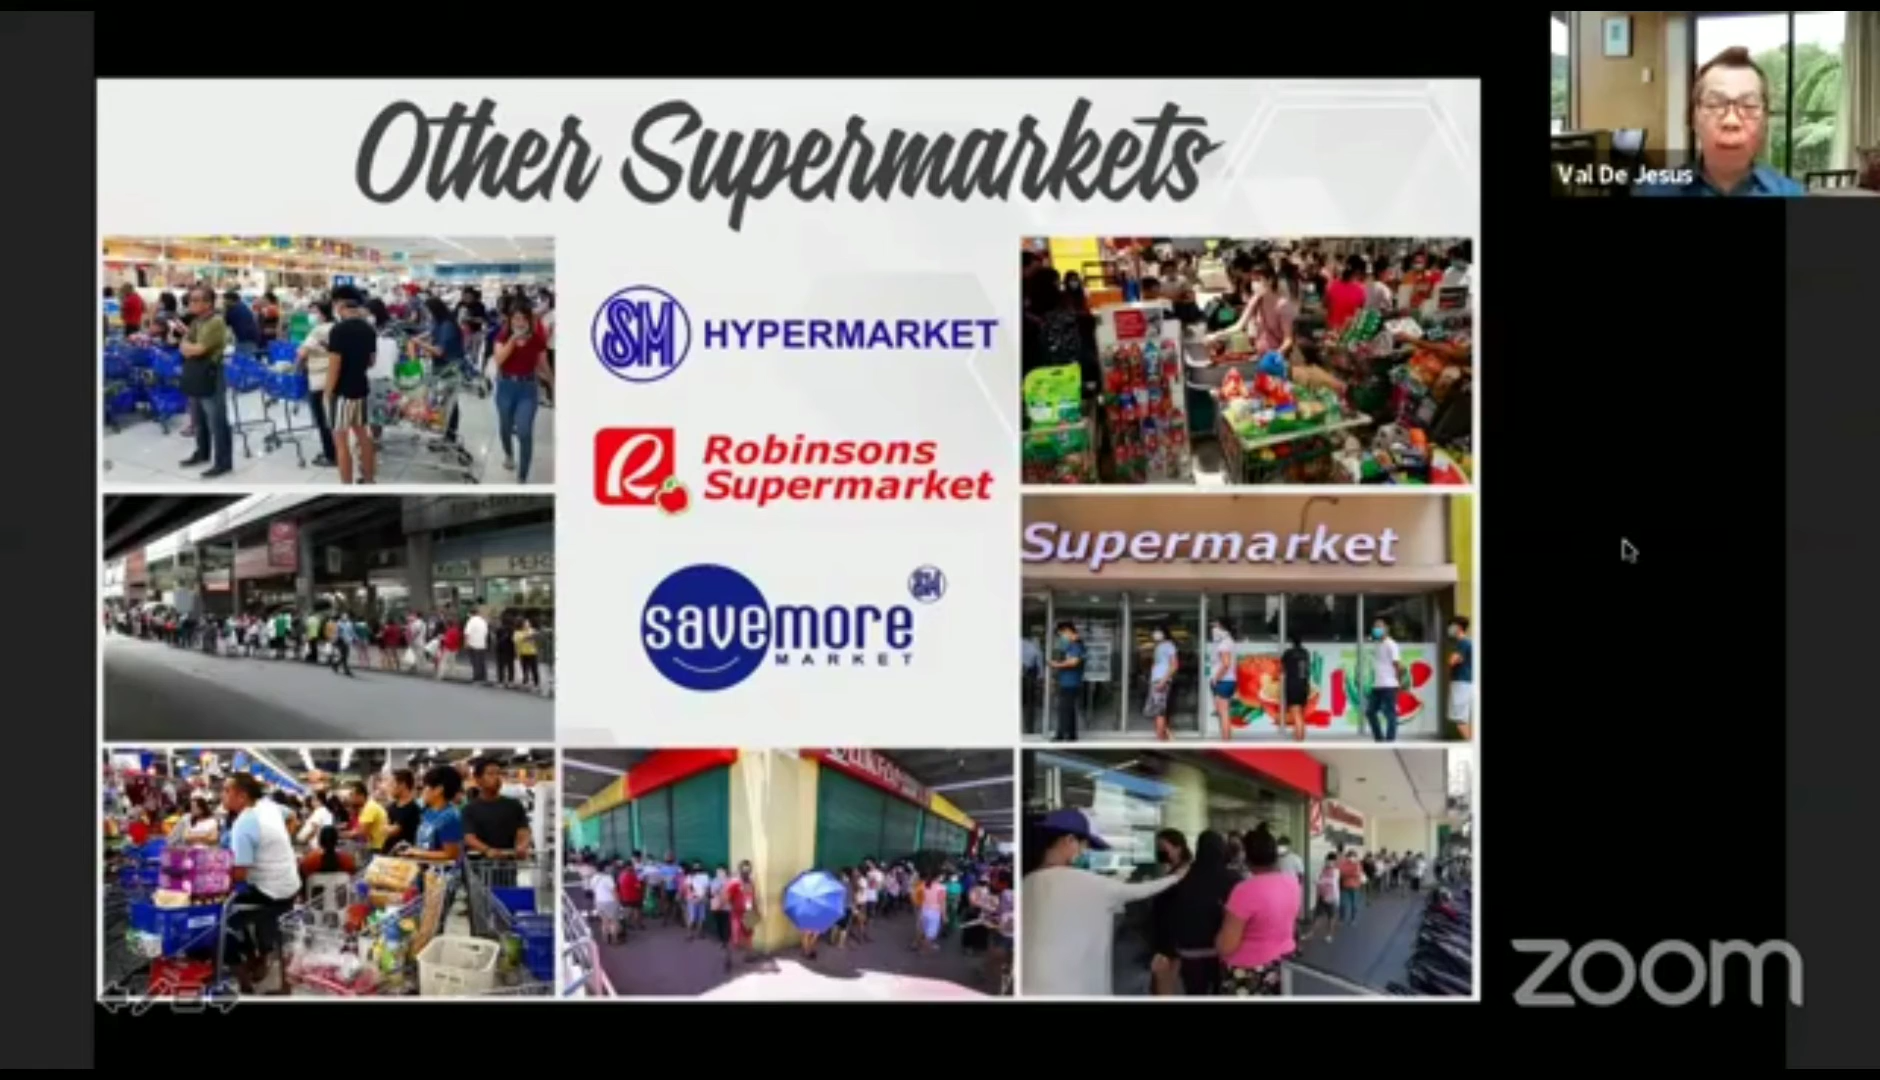 Other Supermarkets
Val De Jesus
SM HYPERMARKET
R Robinsons
Supermarket
SM
savemore
MARKET
Supermarket
zoom